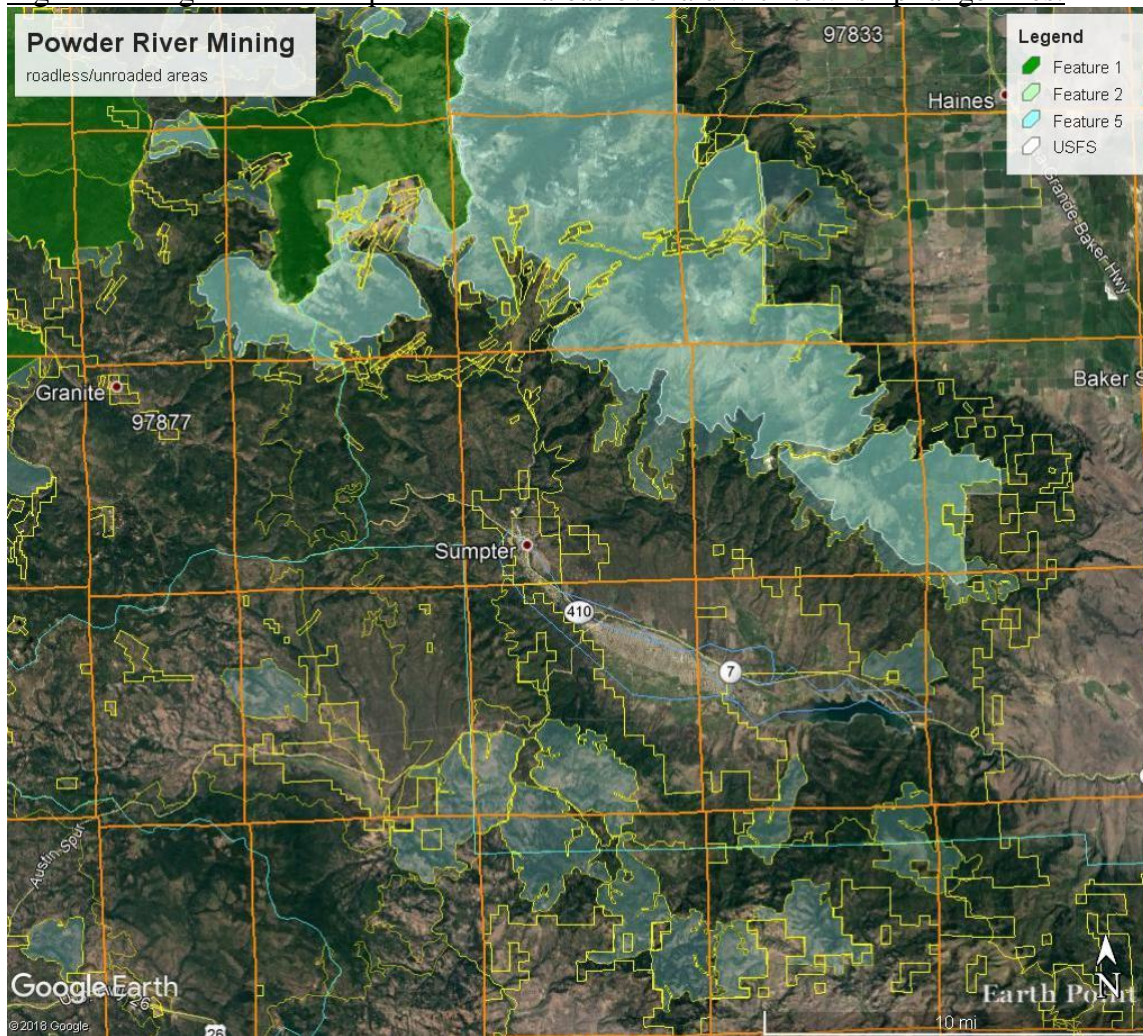 Powder River Mining
roadless/unroaded areas
Legend
Feature 1
Feature 2
Feature 5
USFS
97833
Haines
Grande-Baker Hwy
Baker S
Granite
97877
Sumpter
410
7
Austin Spur
Google Earth
26
©2018 Google
Earth Point
N
10 mi